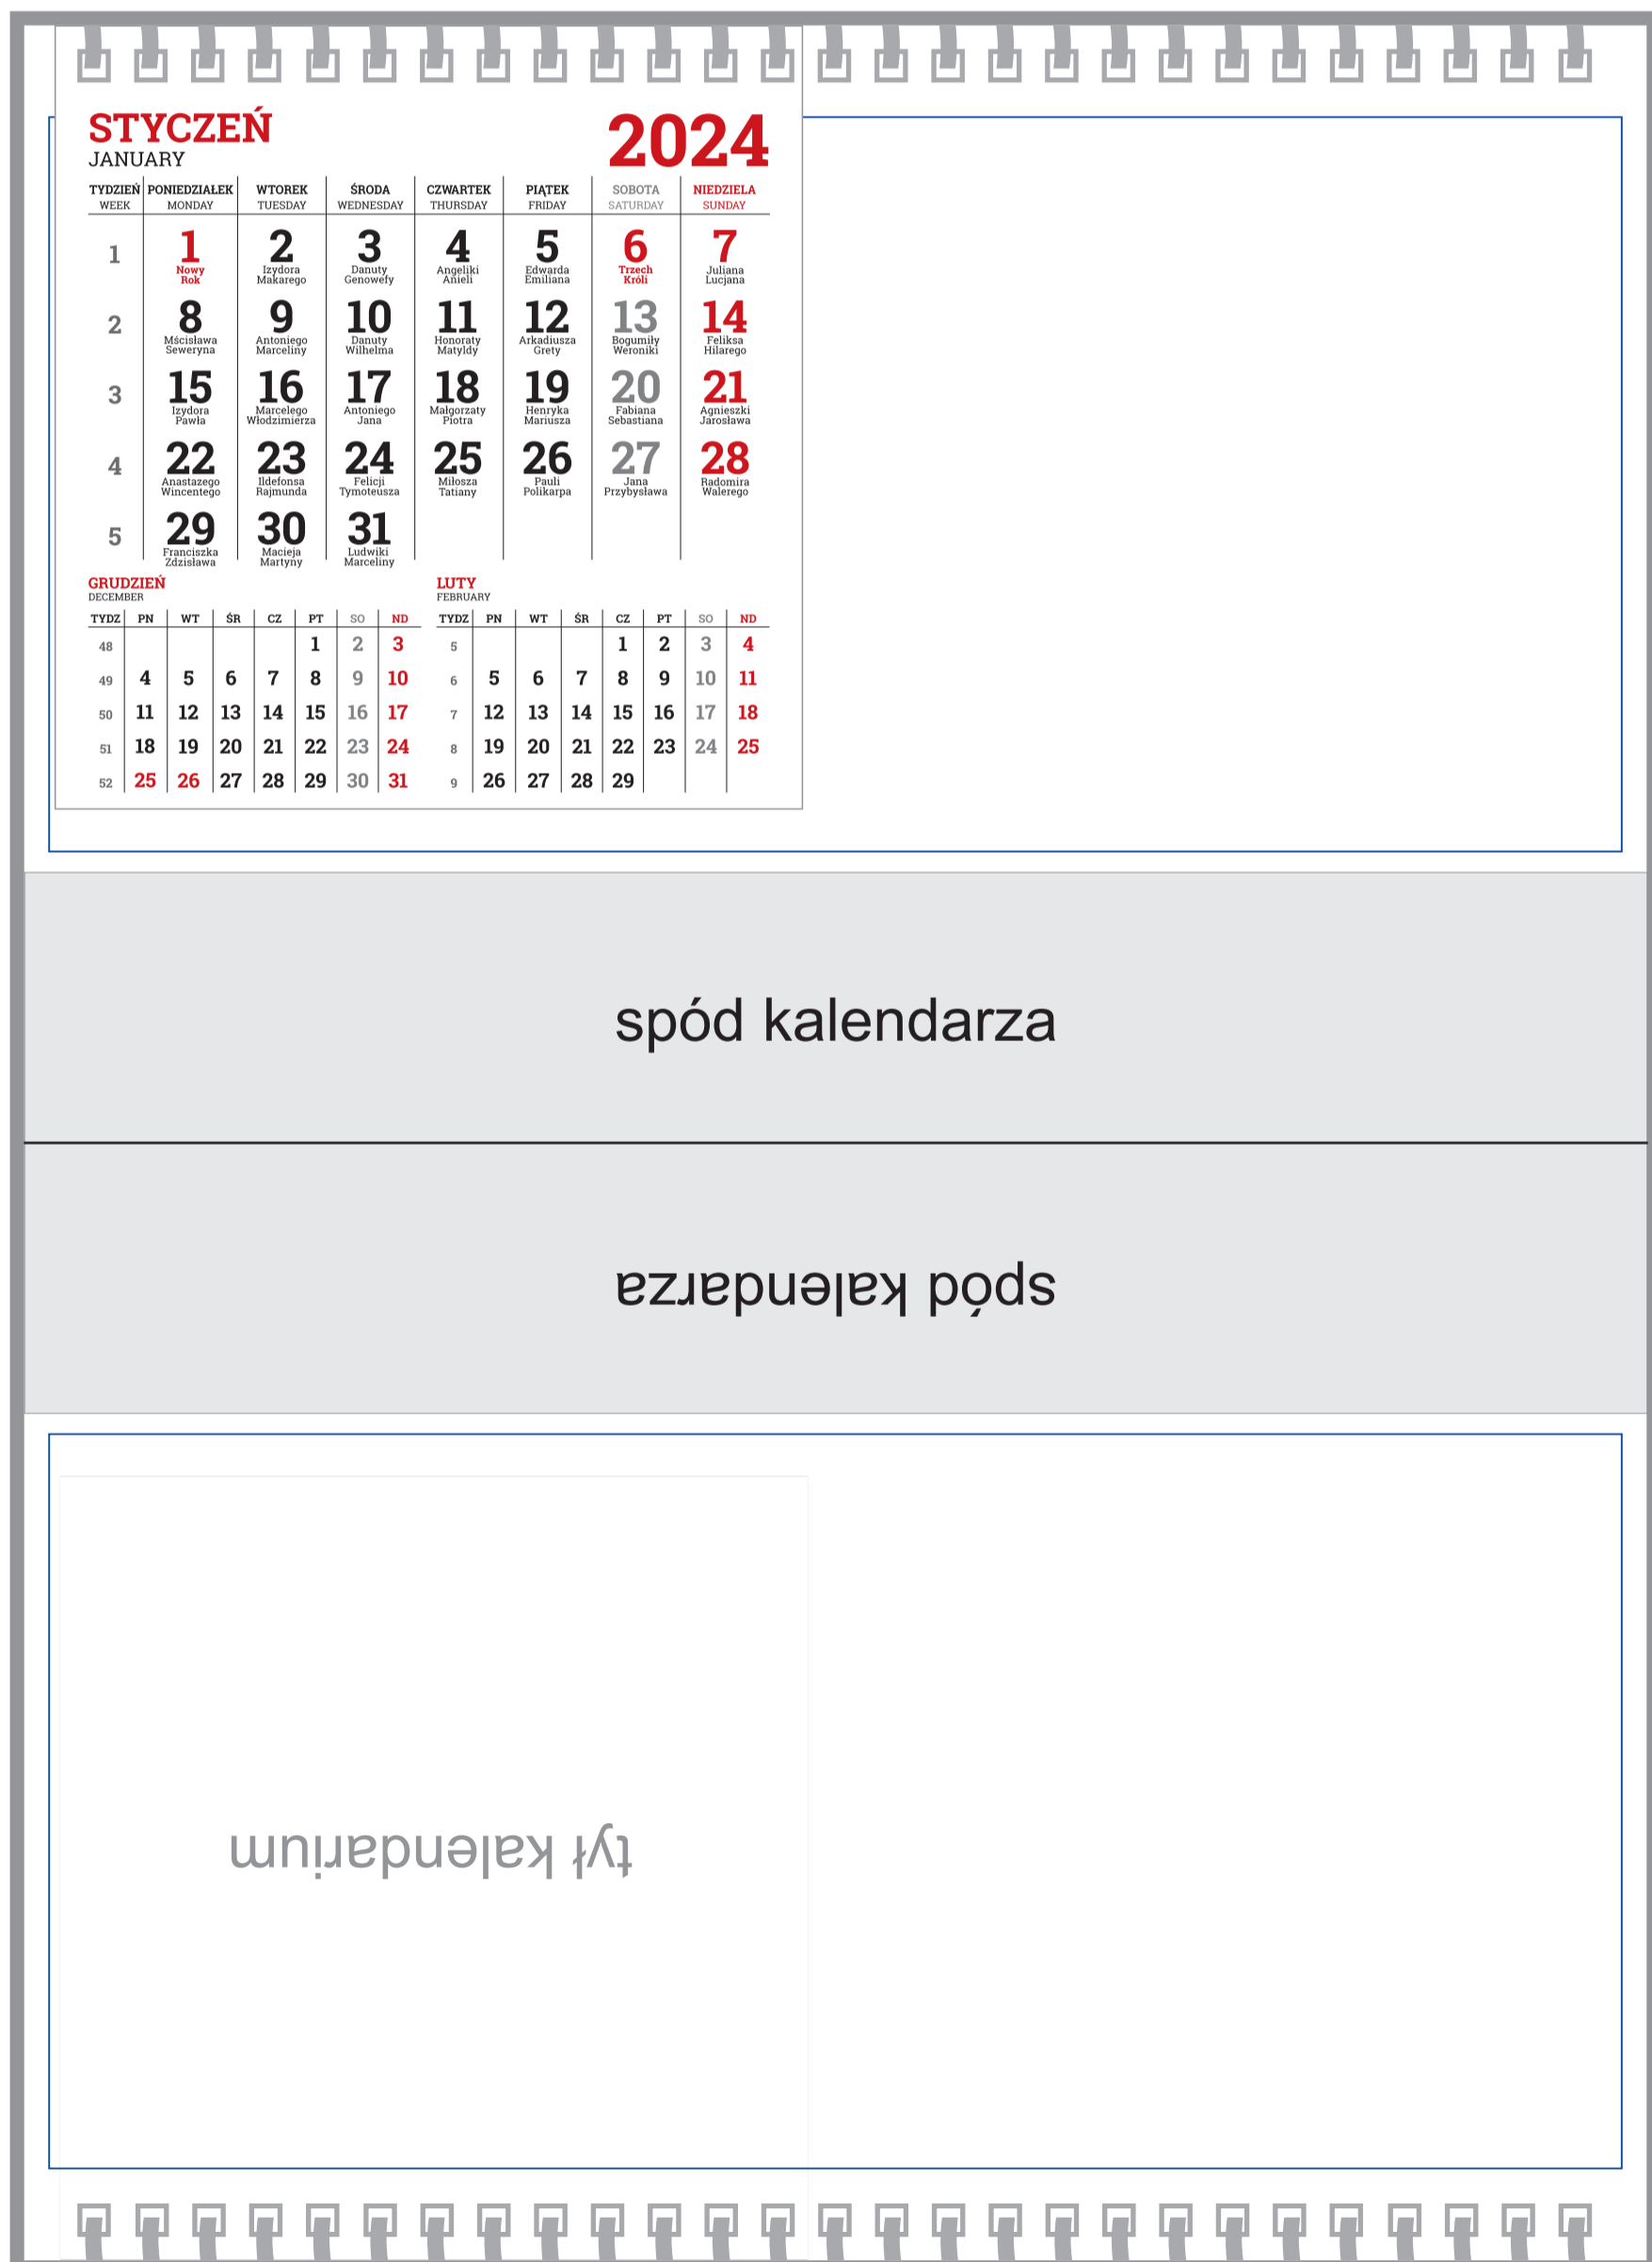 STYCZEŃ 2024
JANUARY
TYDZIEŃ PONIEDZIAŁEK WTOREK ŚRODA CZWARTEK PIĄTEK SOBOTA NIEDZIELA
WEEK MONDAY TUESDAY WEDNESDAY THURSDAY FRIDAY SATURDAY SUNDAY
1 1 2 3 4 5 6 7
Nowy Izydora Danuty Angeliki Edwarda Trzech Juliana
Rok Makarego Genowefy Anieli Emiliana Króli Lucjana
2 8 9 10 11 12 13 14
Mścisława Antoniego Danuty Honoraty Arkadiusza Bogumiły Feliksa
Seweryna Marceliny Wilhelma Matyldy Grety Weroniki Hilarego
3 15 16 17 18 19 20 21
Izydora Marcelego Antoniego Małgorzaty Henryka Fabiana Agnieszki
Pawła Włodzimierza Jana Piotra Mariusza Sebastiana Jarosława
4 22 23 24 25 26 27 28
Anastazego Ildefonsa Felicji Miłosza Pauli Jana Radomira
Wincentego Rajmunda Tymoteusza Tatiany Polikarpa Przybysława Walerego
5 29 30 31
Franciszka Macieja Ludwiki
Zdzisława Martyny Marceliny
GRUDZIEŃ
DECEMBER
TYDZ PN WT ŚR CZ PT SO ND
48 1 2 3
49 4 5 6 7 8 9 10
50 11 12 13 14 15 16 17
51 18 19 20 21 22 23 24
52 25 26 27 28 29 30 31
LUTY
FEBRUARY
TYDZ PN WT ŚR CZ PT SO ND
5 1 2 3 4
6 5 6 7 8 9 10 11
7 12 13 14 15 16 17 18
8 19 20 21 22 23 24 25
9 26 27 28 29
spód kalendarza
spód kalendarza
tył kalendarium